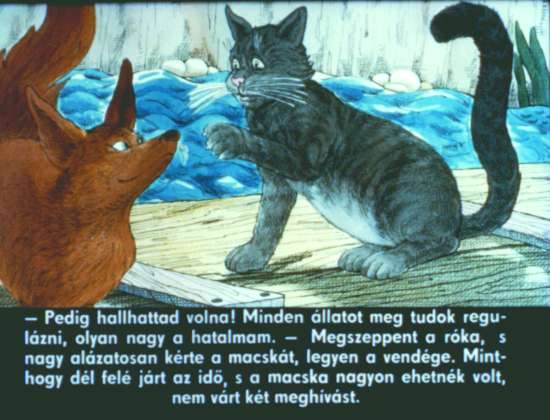 — Pedig hallhattad volna! Minden állatot meg tudok regu-
lázni, olyan nagy a hatalmam. — Megszeppent a róka, s
nagy alázatosan kérte a macskát, legyen a vendége. Mint-
hogy dél felé járt az idő, s a macska nagyon ehetnék volt,
nem várt két meghívást.